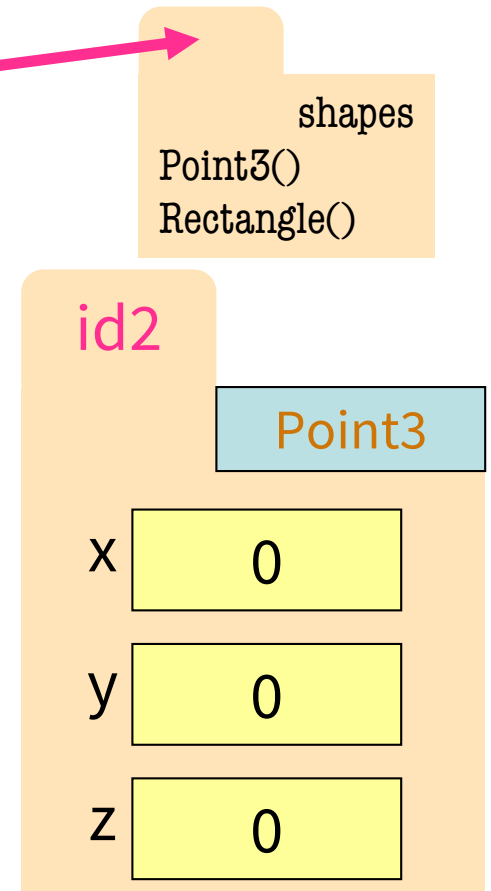 shapes
Point3()
Rectangle()
id2
Point3
x 0
y 0
z 0